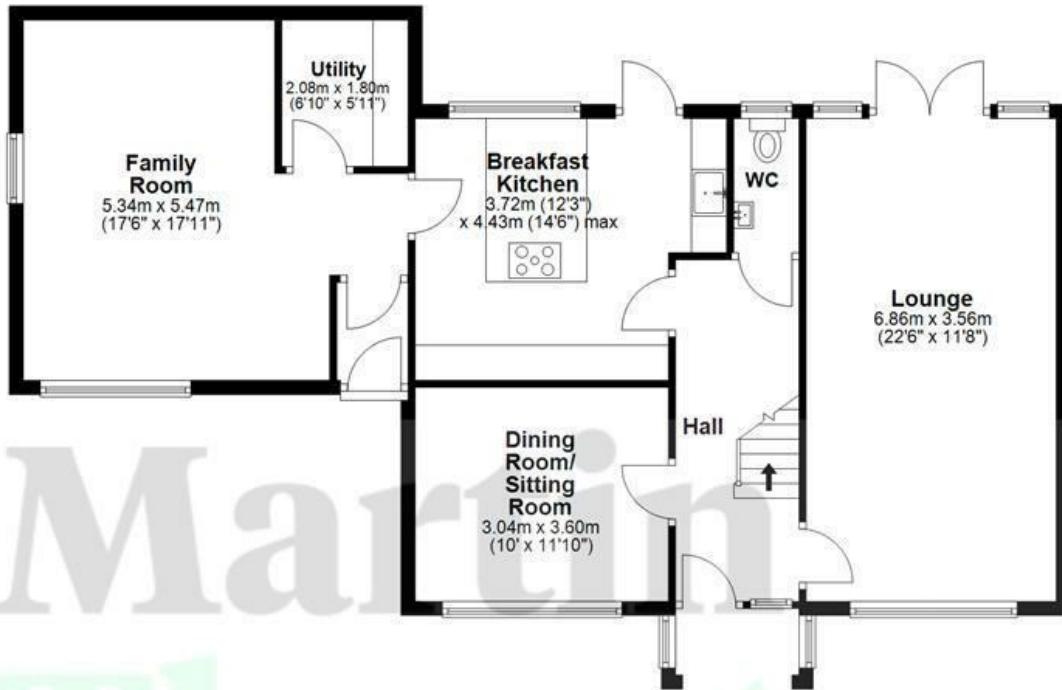 Utility
2.08m x 1.80m
(6'10" x 5'11")
Family
Room
5.34m x 5.47m
(17'6" x 17'11")
Breakfast
Kitchen
3.72m (12'3")
x 4.43m (14'6") max
WC
Lounge
6.86m x 3.56m
(22'6" x 11'8")
Hall
Dining
Room/
Sitting
Room
3.04m x 3.60m
(10' x 11'10")
Martin